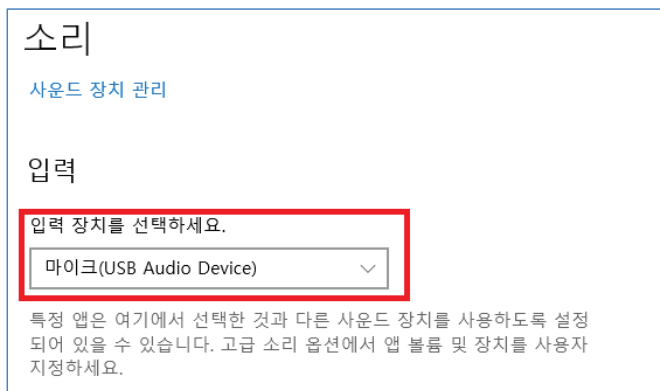 소리
사운드 장치 관리
입력
입력 장치를 선택하세요.
마이크(USB Audio Device)
특정 앱은 여기에서 선택한 것과 다른 사운드 장치를 사용하도록 설정
되어 있을 수 있습니다. 고급 소리 옵션에서 앱 볼륨 및 장치를 사용자
지정하세요.